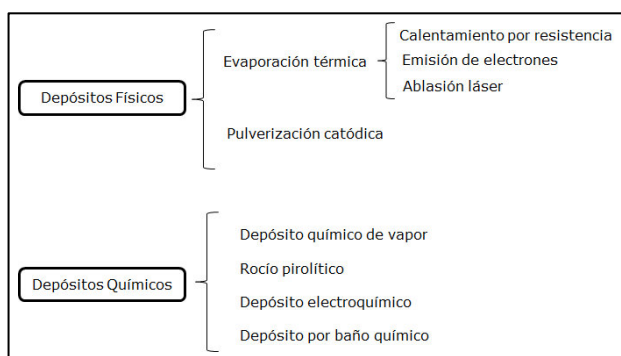 Depósitos Físicos
Evaporación térmica
Calentamiento por resistencia
Emisión de electrones
Ablasión láser
Pulverización catódica
Depósitos Químicos
Depósito químico de vapor
Rocío pirolítico
Depósito electroquímico
Depósito por baño químico